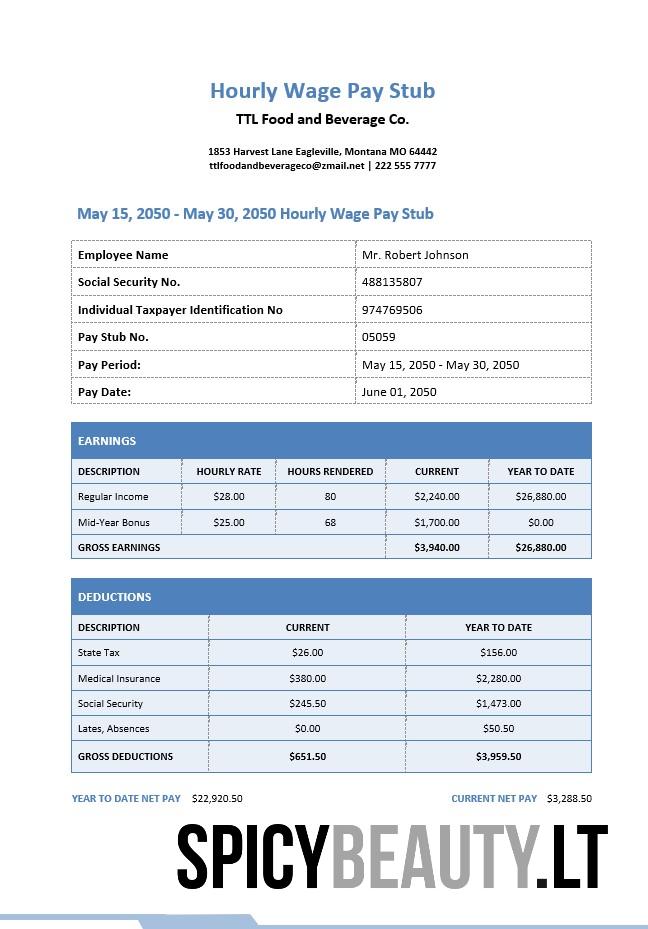 Hourly Wage Pay Stub
TTL Food and Beverage Co.
1853 Harvest Lane Eagleville, Montana MO 64442
ttlfoodandbeverageco@zmail.net | 222 555 7777
May 15, 2050 - May 30, 2050 Hourly Wage Pay Stub
Employee Name Mr. Robert Johnson
Social Security No. 488135807
Individual Taxpayer Identification No 974769506
Pay Stub No. 05059
Pay Period: May 15, 2050 - May 30, 2050
Pay Date: June 01, 2050
EARNINGS
DESCRIPTION HOURLY RATE HOURS RENDERED CURRENT YEAR TO DATE
Regular Income $28.00 80 $2,240.00 $26,880.00
Mid-Year Bonus $25.00 68 $1,700.00 $0.00
GROSS EARNINGS $3,940.00 $26,880.00
DEDUCTIONS
DESCRIPTION CURRENT YEAR TO DATE
State Tax $26.00 $156.00
Medical Insurance $380.00 $2,280.00
Social Security $245.50 $1,473.00
Lates, Absences $0.00 $50.50
GROSS DEDUCTIONS $651.50 $3,959.50
YEAR TO DATE NET PAY $22,920.50 CURRENT NET PAY $3,288.50
SPICYBEAUTY.LT